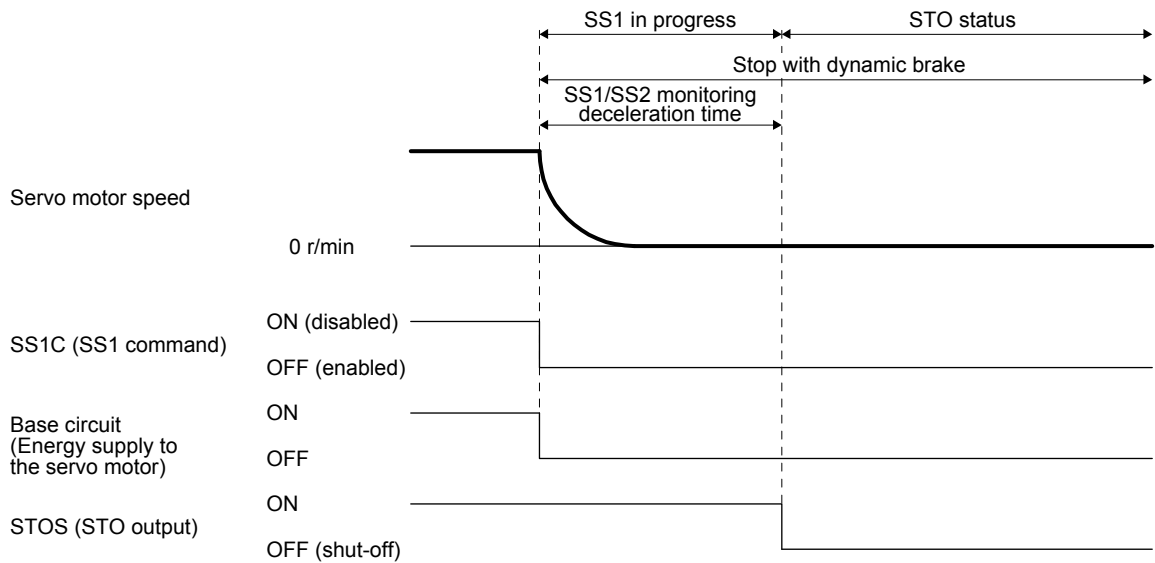 SS1 in progress
STO status
Stop with dynamic brake
SS1/SS2 monitoring
deceleration time
Servo motor speed
0 r/min
SS1C (SS1 command)
ON (disabled)
OFF (enabled)
Base circuit
(Energy supply to
the servo motor)
ON
OFF
STOS (STO output)
ON
OFF (shut-off)